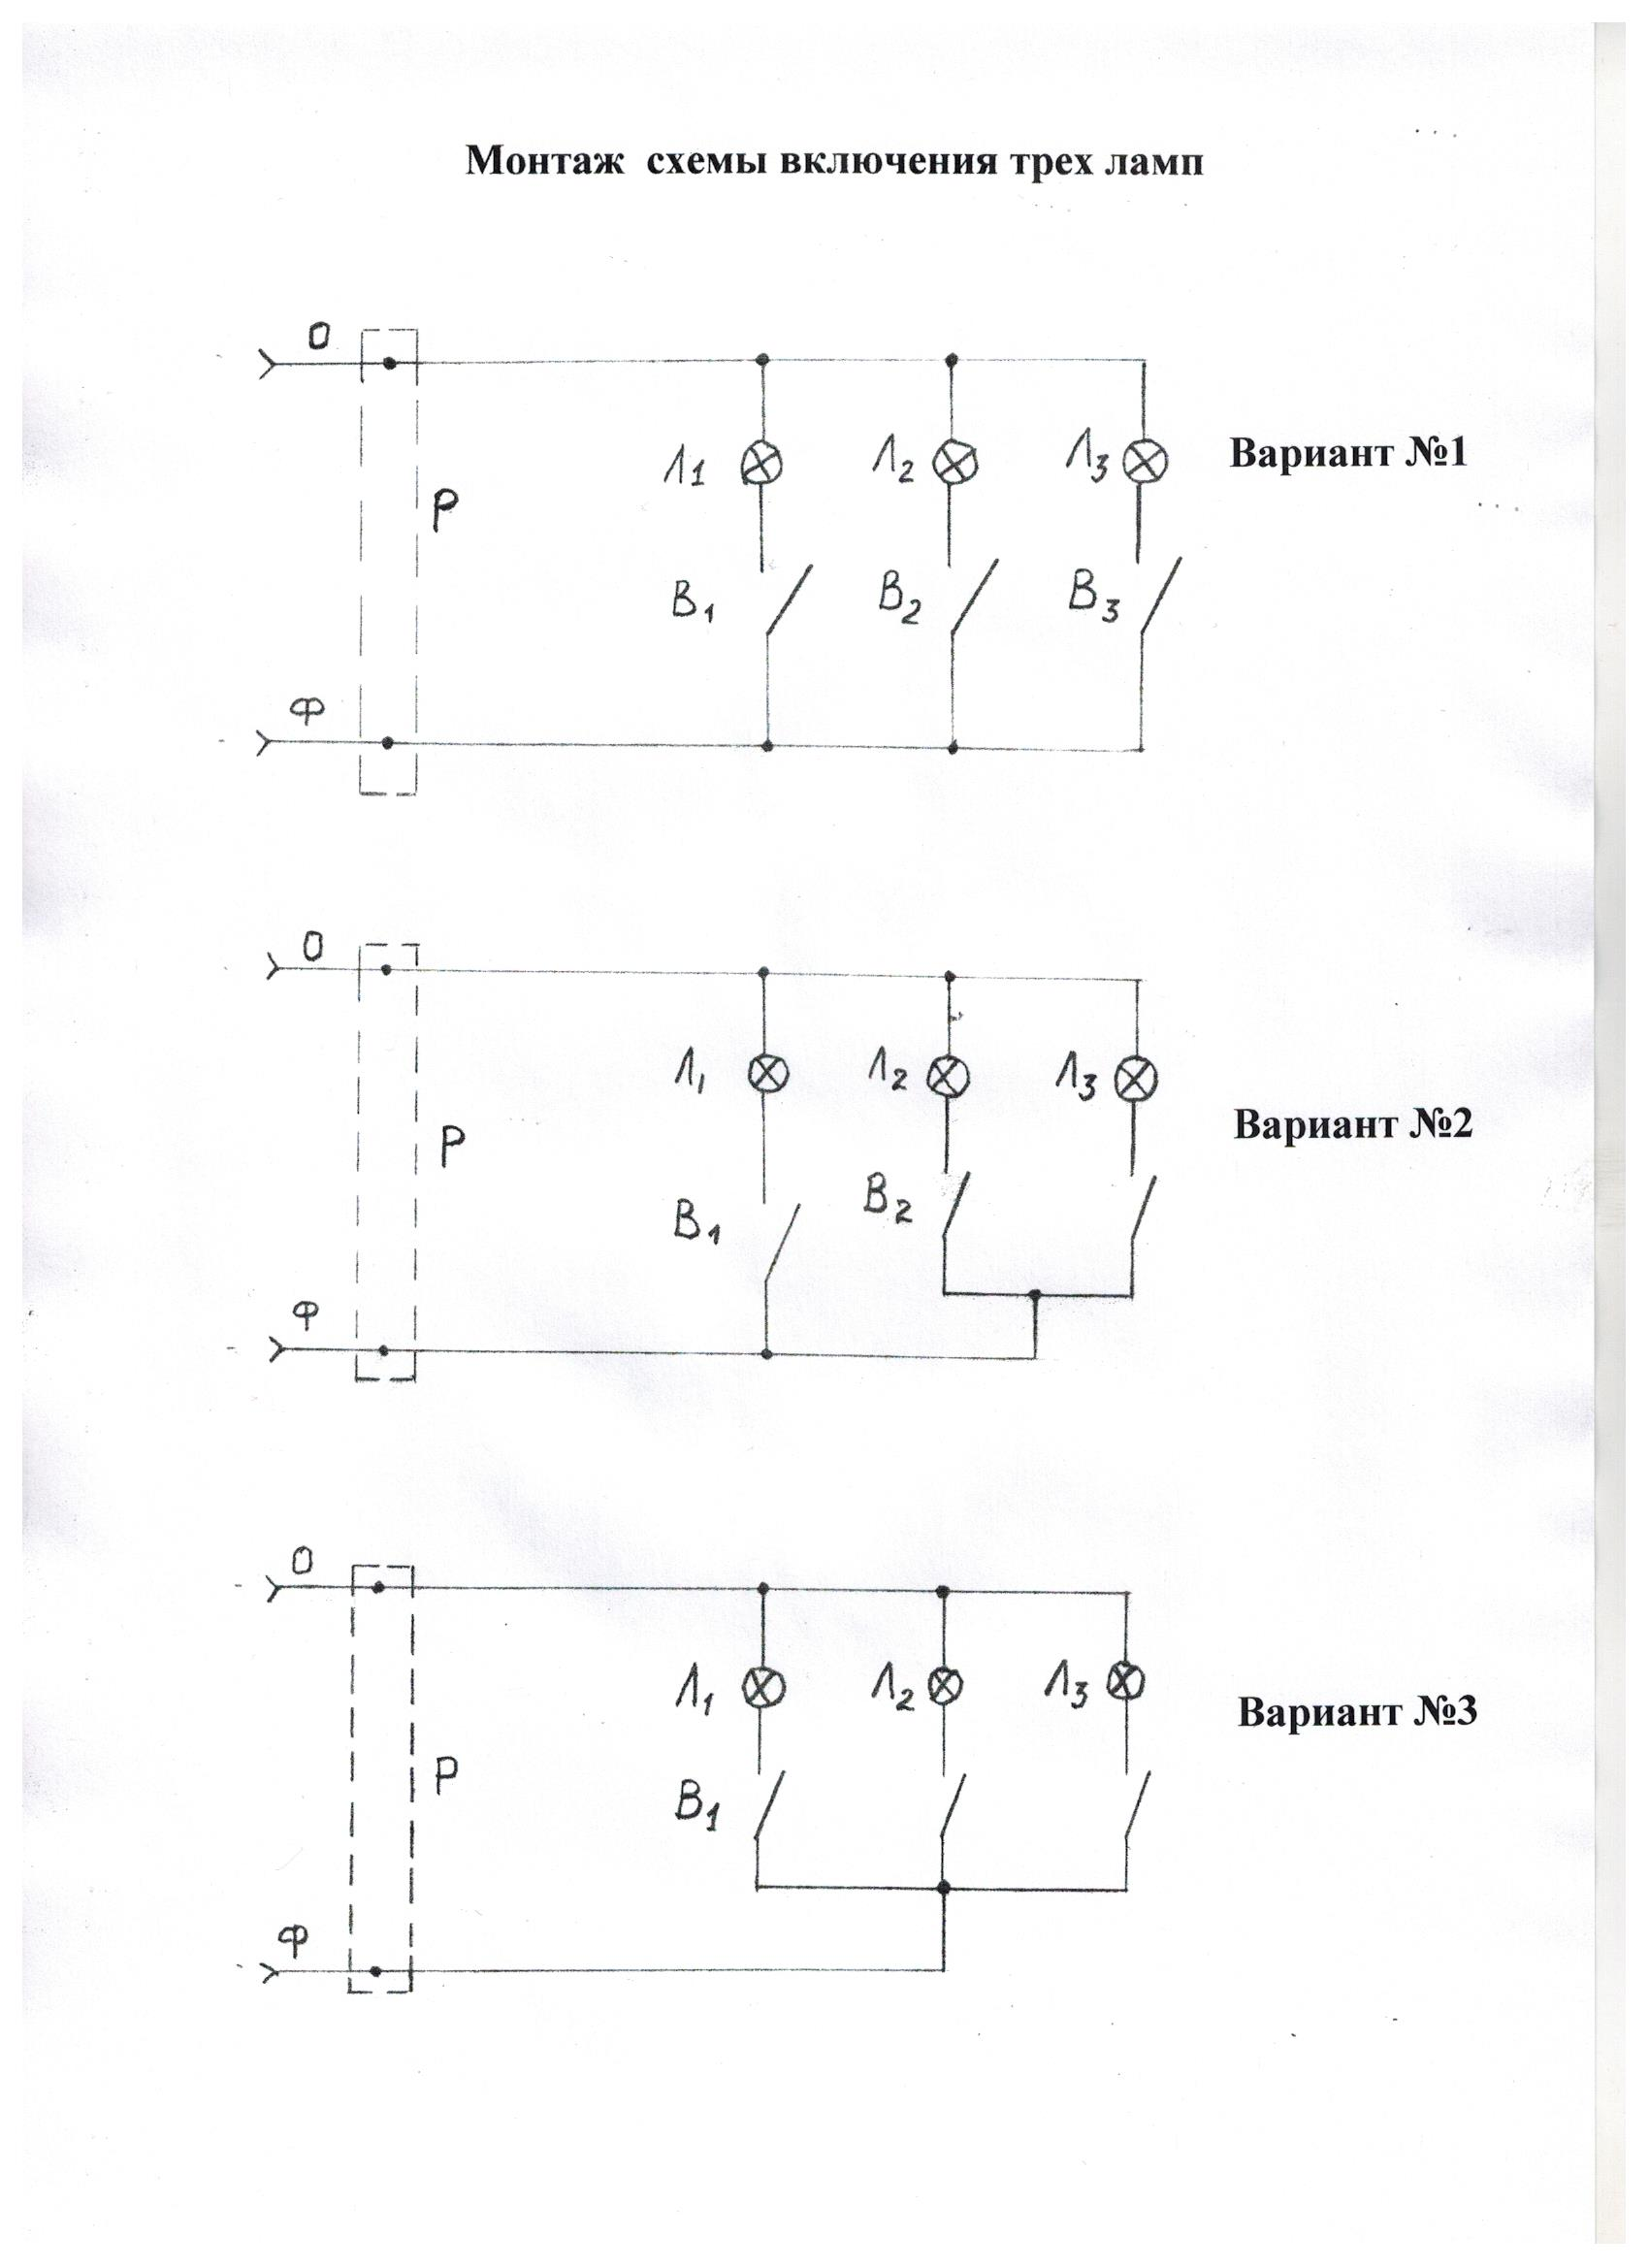 Монтаж схемы включения трех ламп
О
Л1 Л2 Л3 Вариант №1
Р
В1 В2 В3
Ф
О
Л1 Л2 Л3
Вариант №2
Р
В1 В2
Ф
О
Л1 Л2 Л3
Вариант №3
Р
В1
Ф